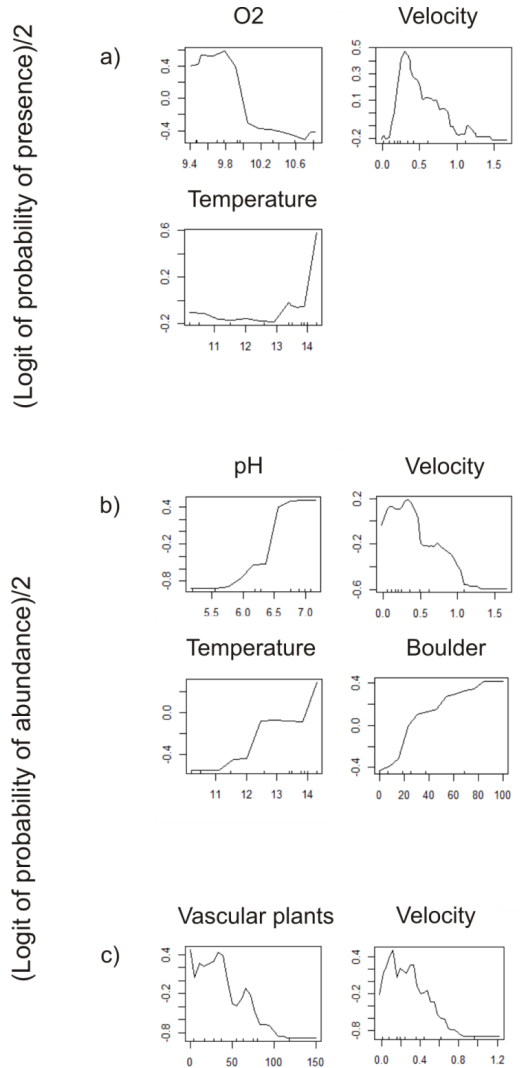 (Logit of probability of presence)/2
a)
O2
Velocity
0.4
0.0
-0.4
9.4 9.8 10.2 10.6
0.5
0.3
0.1
-0.2
0.0 0.5 1.0 1.5
Temperature
0.6
0.2
-0.2
11 12 13 14
(Logit of probability of abundance)/2
b)
pH
Velocity
0.4
-0.2
-0.8
5.5 6.0 6.5 7.0
0.2
-0.2
-0.6
0.0 0.5 1.0 1.5
Temperature
Boulder
0.0
-0.4
11 12 13 14
0.4
0.0
-0.4
0 20 40 60 80 100
c)
Vascular plants
Velocity
0.4
-0.2
-0.8
0 50 100 150
0.4
-0.2
-0.8
0.0 0.4 0.8 1.2